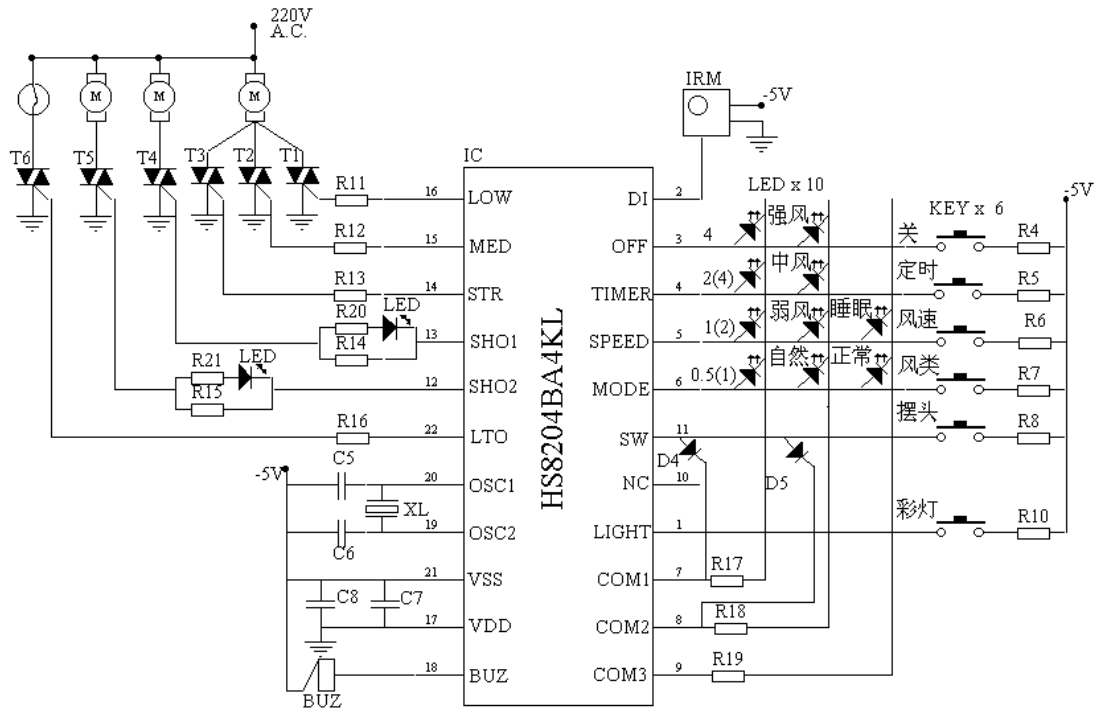 220V
A.C.
M
M
M
IRM
-5V
T6
T5
T4
T3
T2
T1
IC
LED x 10
-5V
R11
16
LOW
DI
2
KEY x 6
R12
15
MED
OFF
3
4
强风
关
R4
R13
14
STR
TIMER
4
2(4)
中风
定时
R5
R20
LED
R14
13
SHO1
SPEED
5
1(2)
弱风
睡眠
风速
R6
R21
LED
R15
12
SHO2
MODE
6
0.5(1)
自然
正常
风类
R7
R16
22
LTO
SW
11
摆头
R8
D4
D5
-5V
C5
20
OSC1
NC
10
XL
C6
19
OSC2
LIGHT
1
彩灯
R10
21
VSS
COM1
7
R17
C8
C7
17
VDD
COM2
8
R18
BUZ
18
BUZ
COM3
9
R19
HS8204BA4KL